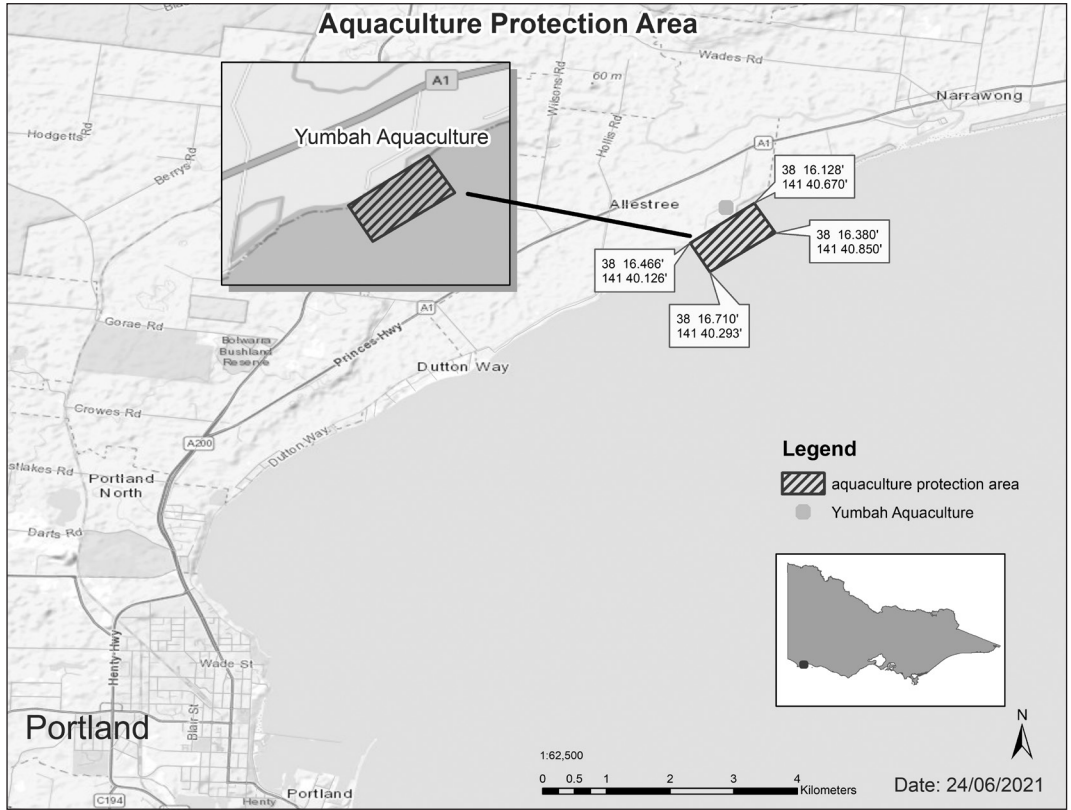 Aquaculture Protection Area
Wades Rd
60 m
Wilsons Rd
Narrawong
A1
Hodgetts Rd
Yumbah Aquaculture
Hollis Rd
A1
Berrys Rd
38 16.128'
141 40.670'
Allestree
38 16.380'
141 40.850'
38 16.466'
141 40.126'
A1
38 16.710'
141 40.293'
Gorae Rd
Bolwarra
Bushland
Reserve
Princes Hwy
Dutton Way
Crowes Rd
A200
Dutton Way
Legend
stlakes Rd
Portland
North
aquaculture protection area
Yumbah Aquaculture
Darts Rd
Henty Hwy
Wade St
Blair St
Portland
N
1:62,500
0 0.5 1 2 3 4
Kilometers
Date: 24/06/2021
C194
Henty
Portland